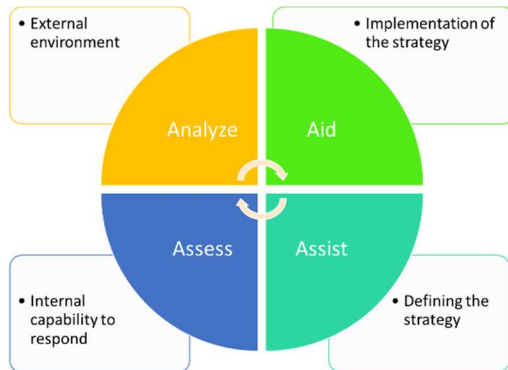 • External
environment
• Implementation of
the strategy
Analyze
Aid
Assess
Assist
• Internal
capability to
respond
• Defining the
strategy